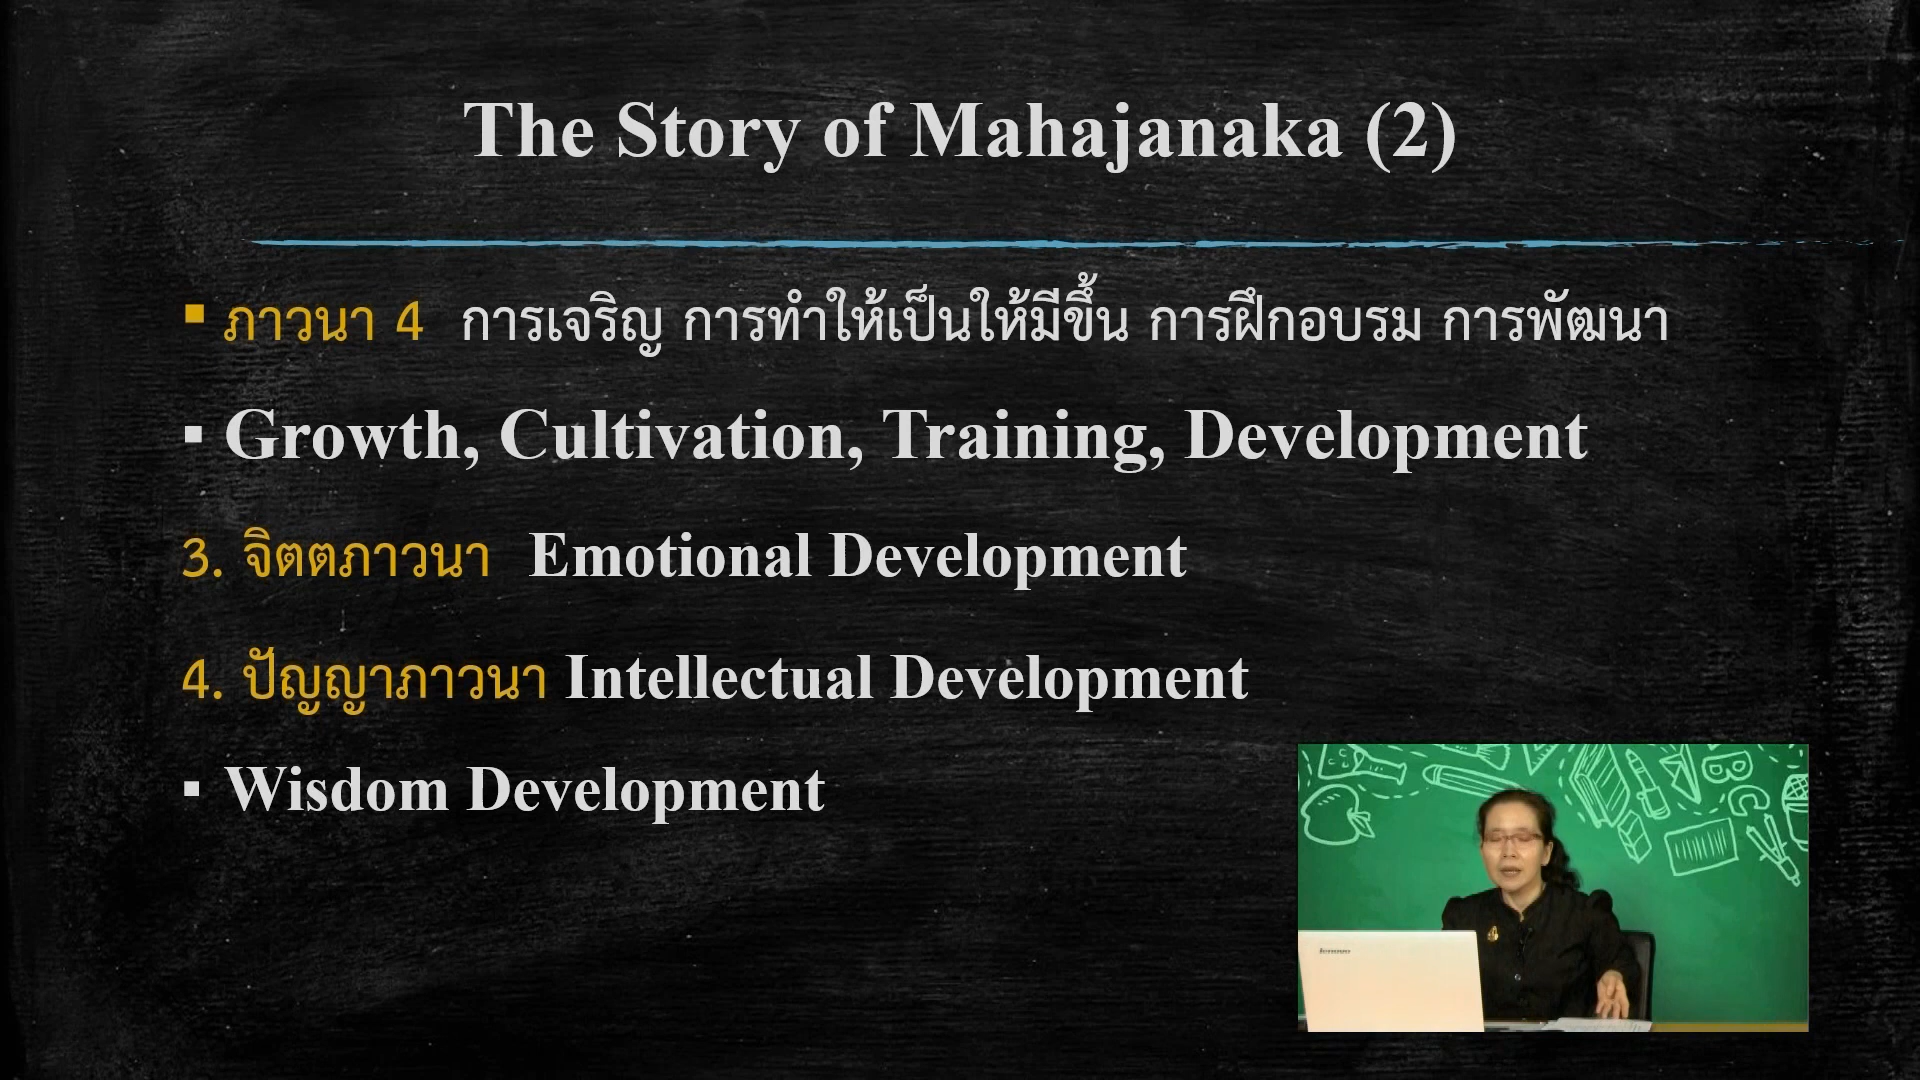 The Story of Mahajanaka (2)
▪ ภาวนา 4 การเจริญ การทำให้เป็นให้มีขึ้น การฝึกอบรม การพัฒนา
▪ Growth, Cultivation, Training, Development
3. จิตตภาวนา Emotional Development
4. ปัญญาภาวนา Intellectual Development
▪ Wisdom Development
B
C
lenovo